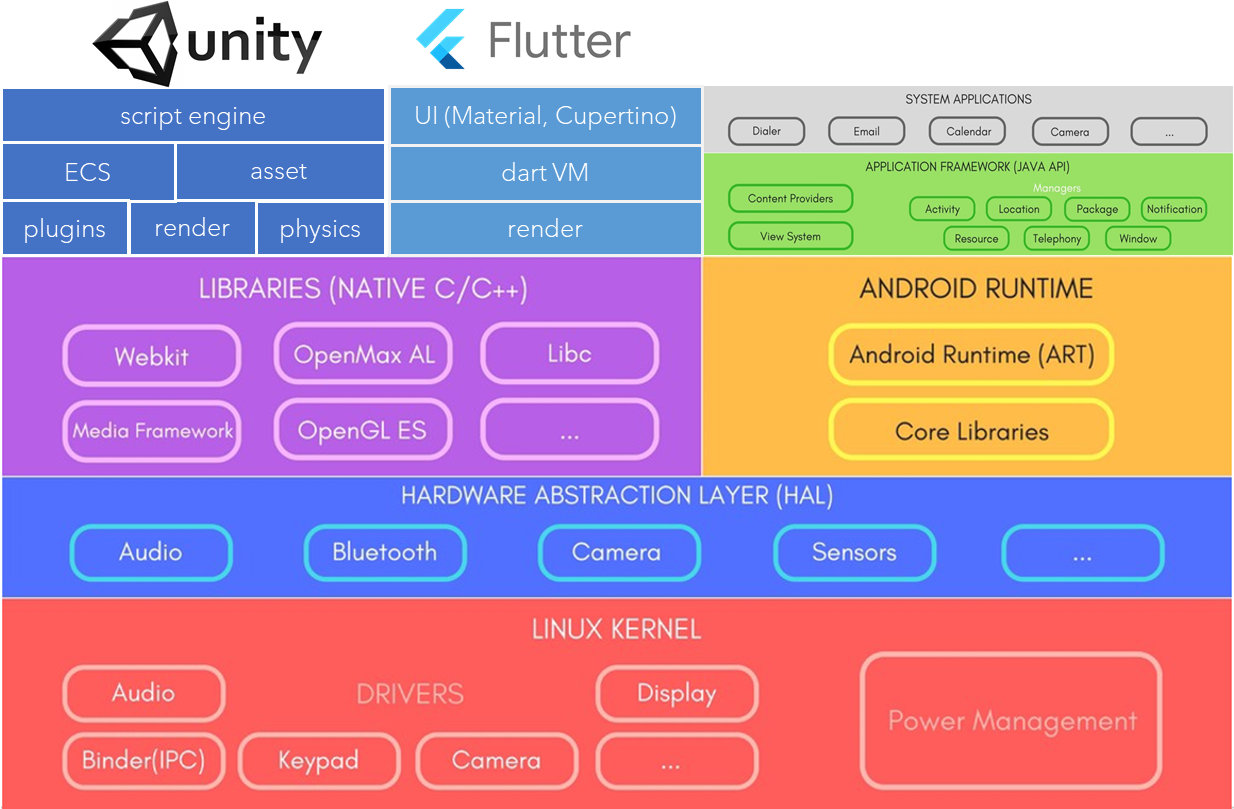 unity
Flutter
script engine
ECS
asset
plugins
render
physics
UI (Material, Cupertino)
dart VM
render
SYSTEM APPLICATIONS
Dialer
Email
Calendar
Camera
...
APPLICATION FRAMEWORK (JAVA API)
Content Providers
View System
Managers
Activity
Location
Package
Notification
Resource
Telephony
Window
LIBRARIES (NATIVE C/C++)
Webkit
OpenMax AL
Libc
Media Framework
OpenGL ES
...
ANDROID RUNTIME
Android Runtime (ART)
Core Libraries
HARDWARE ABSTRACTION LAYER (HAL)
Audio
Bluetooth
Camera
Sensors
...
LINUX KERNEL
Audio
DRIVERS
Display
Binder(IPC)
Keypad
Camera
...
Power Management